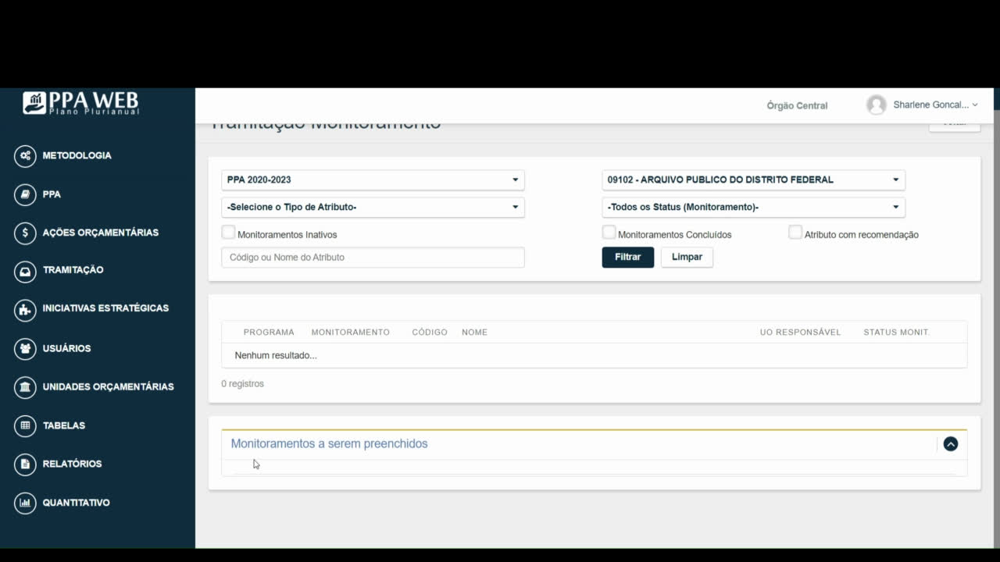 PPA WEB
Plano Plurianual
Órgão Central
Sharlene Goncal...
Tramitação Monitoramento
METODOLOGIA
PPA
AÇÕES ORÇAMENTÁRIAS
TRAMITAÇÃO
INICIATIVAS ESTRATÉGICAS
USUÁRIOS
UNIDADES ORÇAMENTÁRIAS
TABELAS
RELATÓRIOS
QUANTITATIVO
PPA 2020-2023
09102 - ARQUIVO PUBLICO DO DISTRITO FEDERAL
-Selecione o Tipo de Atributo-
-Todos os Status (Monitoramento)-
Monitoramentos Inativos
Monitoramentos Concluídos
Atributo com recomendação
Código ou Nome do Atributo
Filtrar
Limpar
PROGRAMA MONITORAMENTO CÓDIGO NOME UO RESPONSÁVEL STATUS MONIT.
Nenhum resultado...
0 registros
Monitoramentos a serem preenchidos